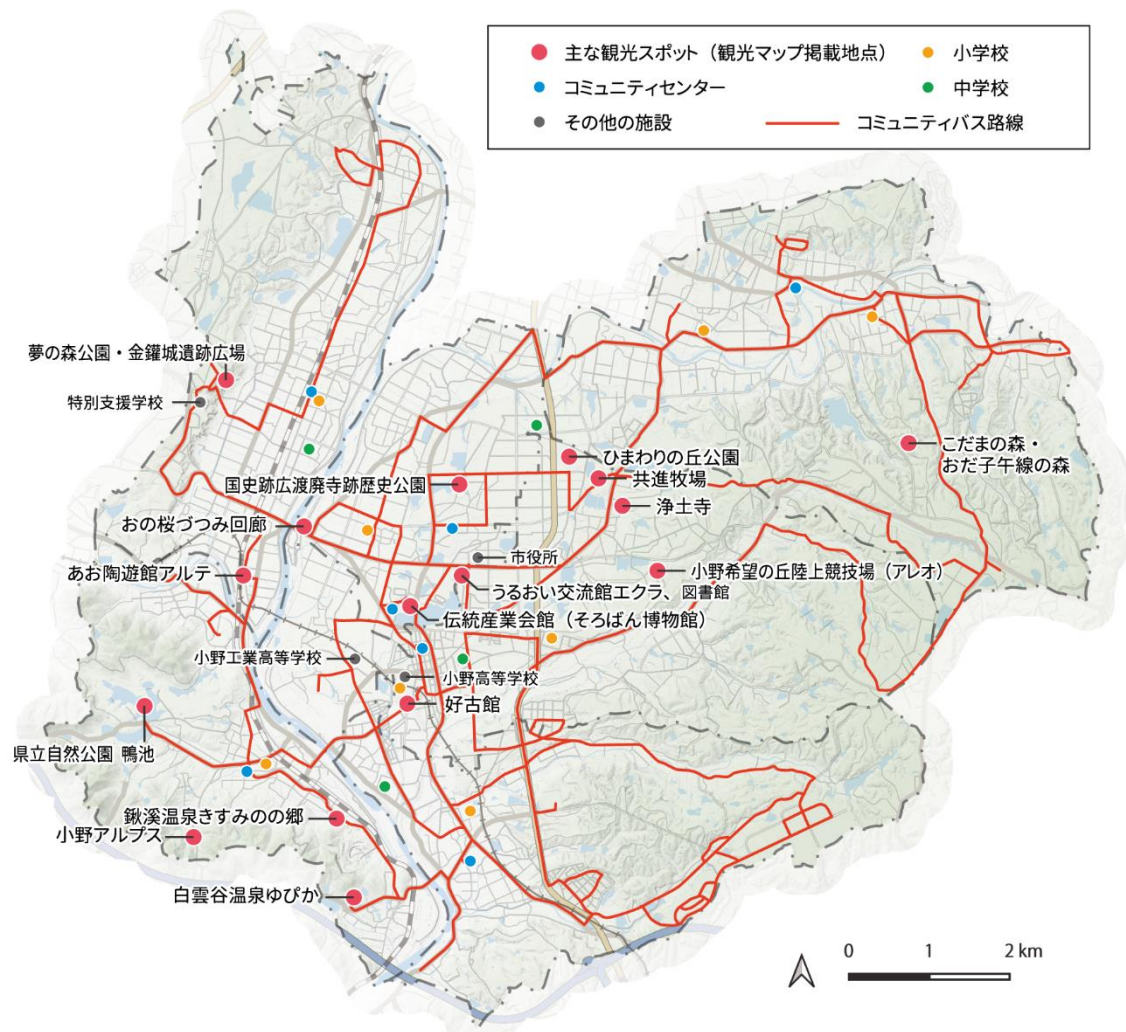 主な観光スポット（観光マップ掲載地点）
小学校
コミュニティセンター
中学校
その他の施設
コミュニティバス路線
夢の森公園・金鑵城遺跡広場
特別支援学校
ひまわりの丘公園
こだまの森・
おだ子午線の森
国史跡広渡廃寺跡歴史公園
共進牧場
浄土寺
おの桜づつみ回廊
市役所
あお陶遊館アルテ
小野希望の丘陸上競技場（アレオ）
うるおい交流館エクラ、図書館
伝統産業会館（そろばん博物館）
小野工業高等学校
小野高等学校
好古館
県立自然公園 鴨池
鍬溪温泉きすみのの郷
小野アルプス
白雲谷温泉ゆぴか
0 1 2 km